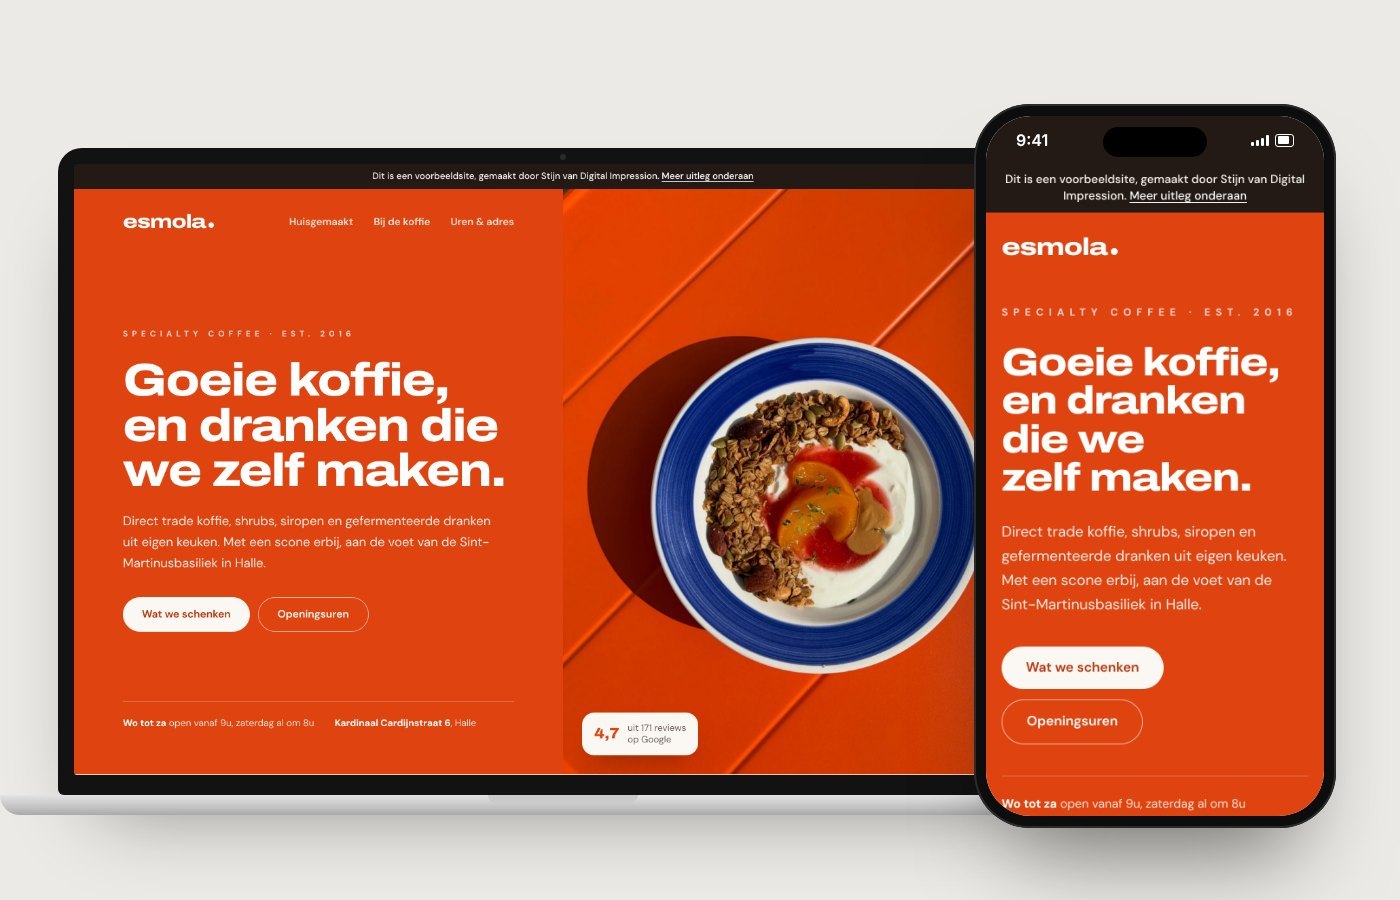 Dit is een voorbeeldsite, gemaakt door Stijn van Digital Impression. Meer uitleg onderaan
esmola.
Huisgemaakt
Bij de koffie
Uren & adres
SPECIALTY COFFEE · EST. 2016
Goeie koffie,
en dranken die
we zelf maken.
Direct trade koffie, shrubs, siropen en gefermenteerde dranken
uit eigen keuken. Met een scone erbij, aan de voet van de Sint-
Martinusbasiliek in Halle.
Wat we schenken
Openingsuren
Wo tot za open vanaf 9u, zaterdag al om 8u
Kardinaal Cardijnstraat 6, Halle
4,7
uit 171 reviews
op Google
9:41
Dit is een voorbeeldsite, gemaakt door Stijn van Digital
Impression. Meer uitleg onderaan
esmola.
SPECIALTY COFFEE · EST. 2016
Goeie koffie,
en dranken
die we
zelf maken.
Direct trade koffie, shrubs, siropen en
gefermenteerde dranken uit eigen keuken.
Met een scone erbij, aan de voet van de
Sint-Martinusbasiliek in Halle.
Wat we schenken
Openingsuren
Wo tot za open vanaf 9u, zaterdag al om 8u